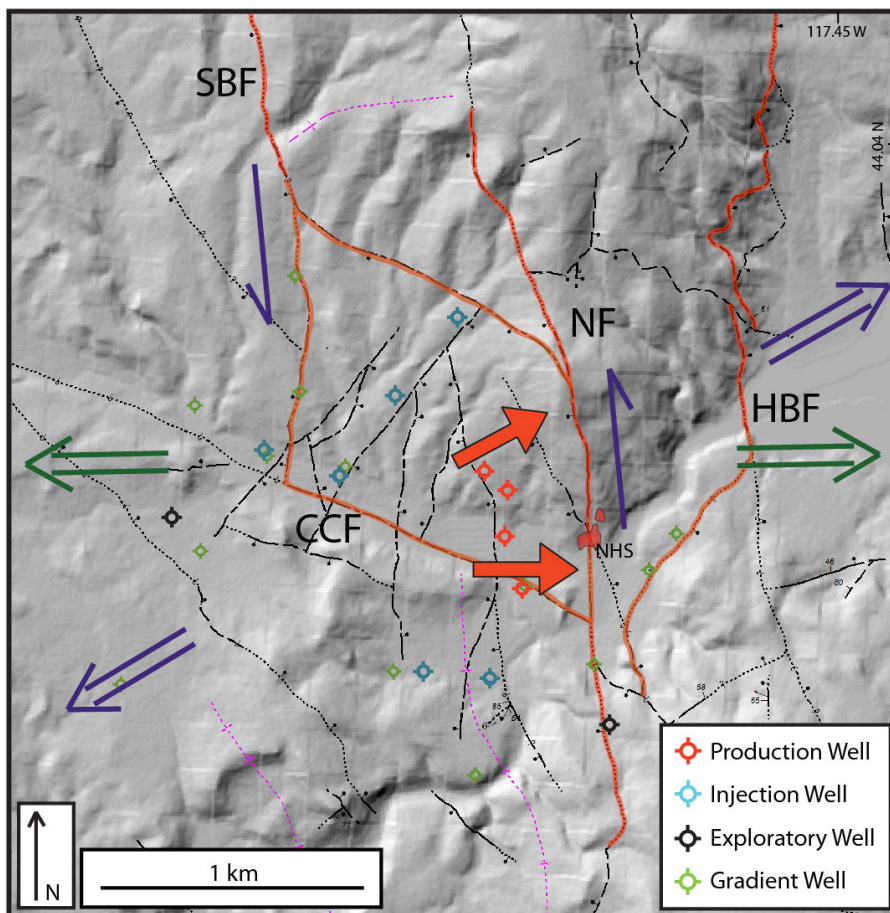 117.45 W
SBF
44.04 N
NF
81
HBF
CCF
NHS
46
80
58
65
85
Production Well
Injection Well
Exploratory Well
Gradient Well
1 km
N